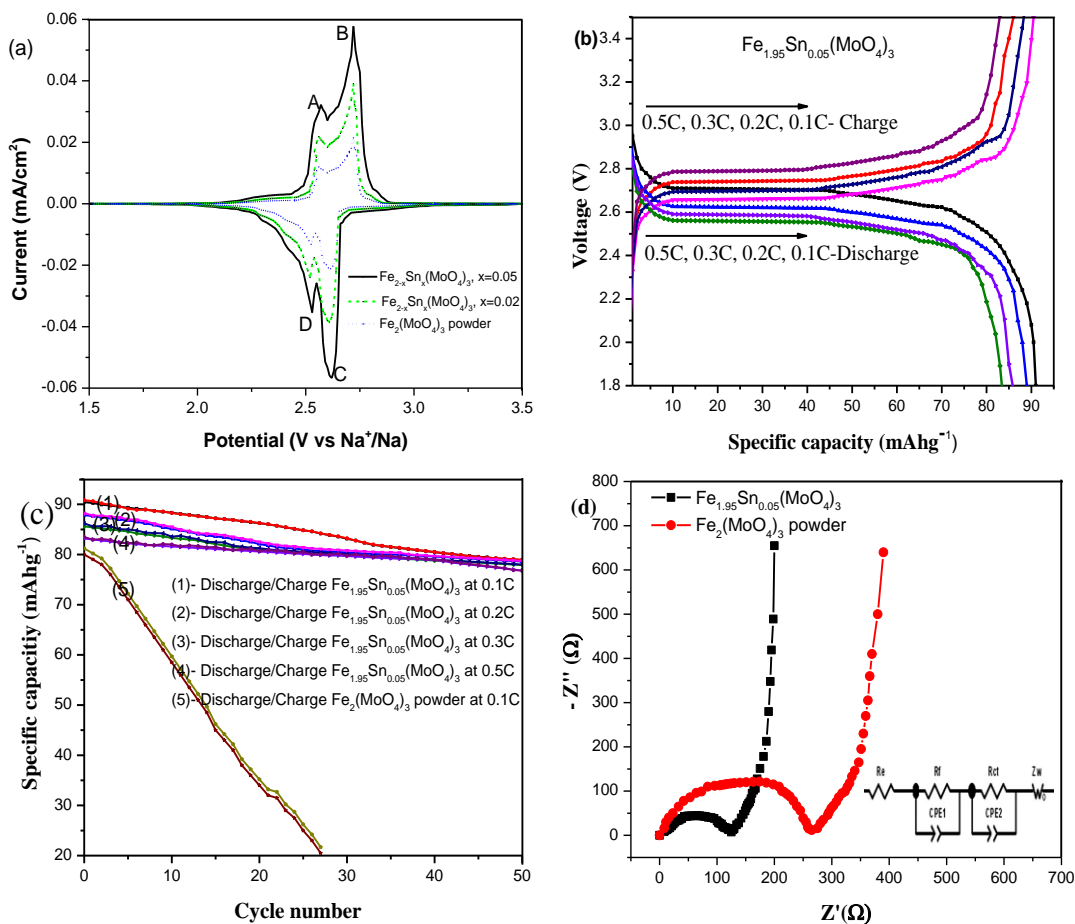 (a)
0.06
0.04
0.02
0.00
-0.02
-0.04
-0.06
Current (mA/cm²)
A
B
C
D
Fe₂₋ₓSnₓ(MoO₄)₃, x=0.05
Fe₂₋ₓSnₓ(MoO₄)₃, x=0.02
Fe₂(MoO₄)₃ powder
1.5 2.0 2.5 3.0 3.5
Potential (V vs Na⁺/Na)
(b)
Fe₁.₉₅Sn₀.₀₅(MoO₄)₃
3.4
3.2
3.0
2.8
2.6
2.4
2.2
2.0
1.8
Voltage (V)
0.5C, 0.3C, 0.2C, 0.1C- Charge
0.5C, 0.3C, 0.2C, 0.1C-Discharge
10 20 30 40 50 60 70 80 90
Specific capacity (mAhg⁻¹)
(c)
90
80
70
60
50
40
30
20
Specific capacitiy (mAhg⁻¹)
(1)
(3)
(2)
(4)
(5)
(1)- Discharge/Charge Fe₁.₉₅Sn₀.₀₅(MoO₄)₃ at 0.1C
(2)- Discharge/Charge Fe₁.₉₅Sn₀.₀₅(MoO₄)₃ at 0.2C
(3)- Discharge/Charge Fe₁.₉₅Sn₀.₀₅(MoO₄)₃ at 0.3C
(4)- Discharge/Charge Fe₁.₉₅Sn₀.₀₅(MoO₄)₃ at 0.5C
(5)- Discharge/Charge Fe₂(MoO₄)₃ powder at 0.1C
0 10 20 30 40 50
Cycle number
(d)
Fe₁.₉₅Sn₀.₀₅(MoO₄)₃
Fe₂(MoO₄)₃ powder
800
700
600
500
400
300
200
100
0
- Z'' (Ω)
Re Rf Rct Zw
CPE1 CPE2
0 100 200 300 400 500 600 700
Z'(Ω)